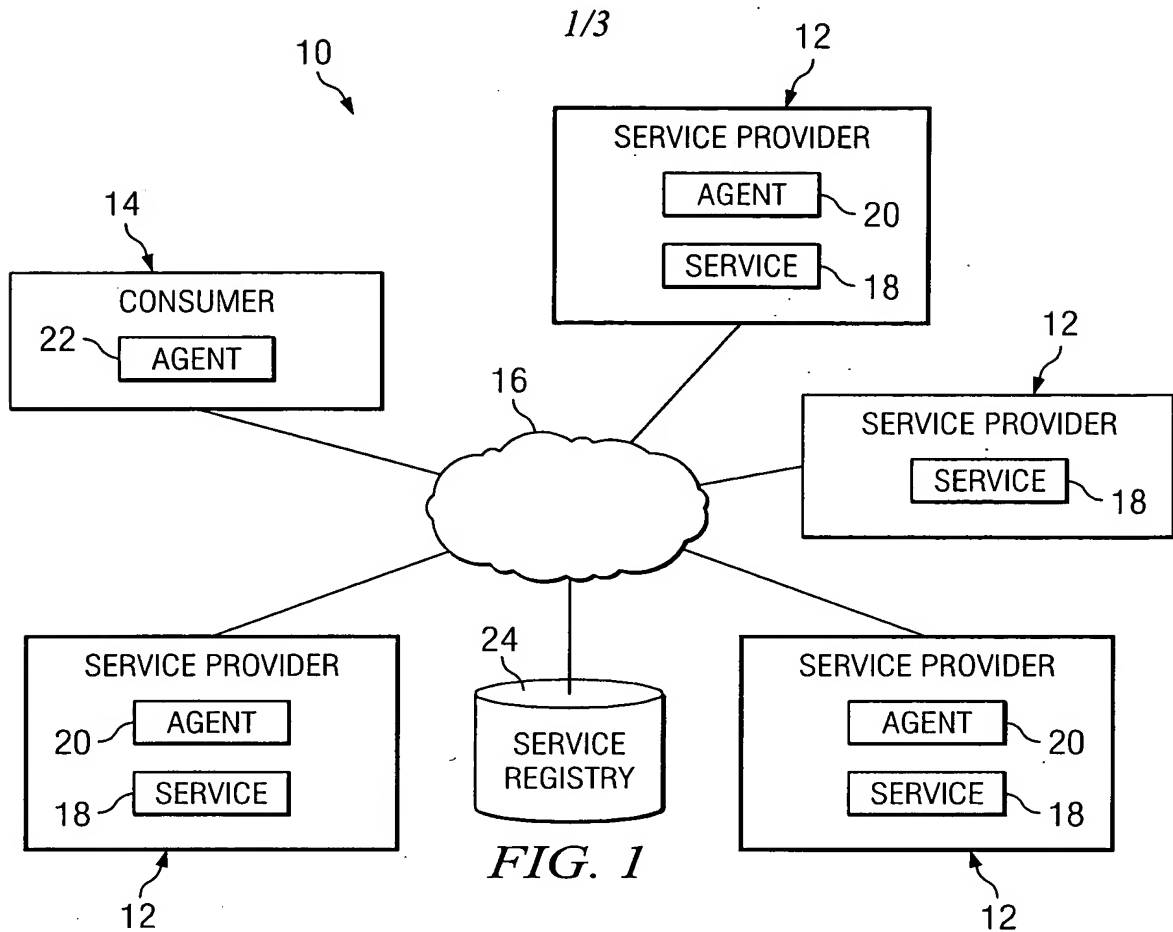 1/3
10
12
SERVICE PROVIDER
AGENT
20
SERVICE
18
14
CONSUMER
22
AGENT
12
SERVICE PROVIDER
SERVICE
18
16
SERVICE PROVIDER
AGENT
20
SERVICE
18
12
24
SERVICE
REGISTRY
SERVICE PROVIDER
AGENT
20
SERVICE
18
12
FIG. 1